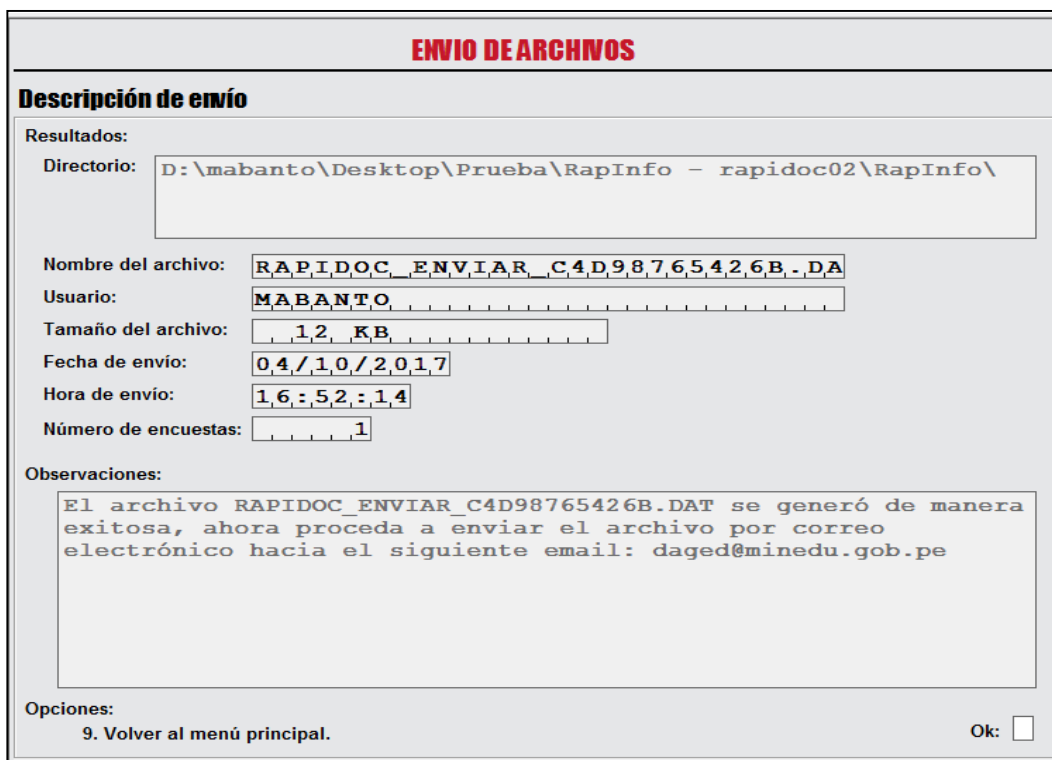 ENVIO DE ARCHIVOS
Descripción de envío
Resultados:
Directorio: D:\mabanto\Desktop\Prueba\RapInfo - rapidoc02\RapInfo\
Nombre del archivo: RAPIDOC_ENVIAR_C4D98765426B.DA
Usuario: MABANTO
Tamaño del archivo: 12 KB
Fecha de envío: 04/10/2017
Hora de envío: 16:52:14
Número de encuestas: 1
Observaciones:
El archivo RAPIDOC_ENVIAR_C4D98765426B.DAT se generó de manera
exitosa, ahora proceda a enviar el archivo por correo
electrónico hacia el siguiente email: daged@minedu.gob.pe
Opciones:
9. Volver al menú principal.
Ok: